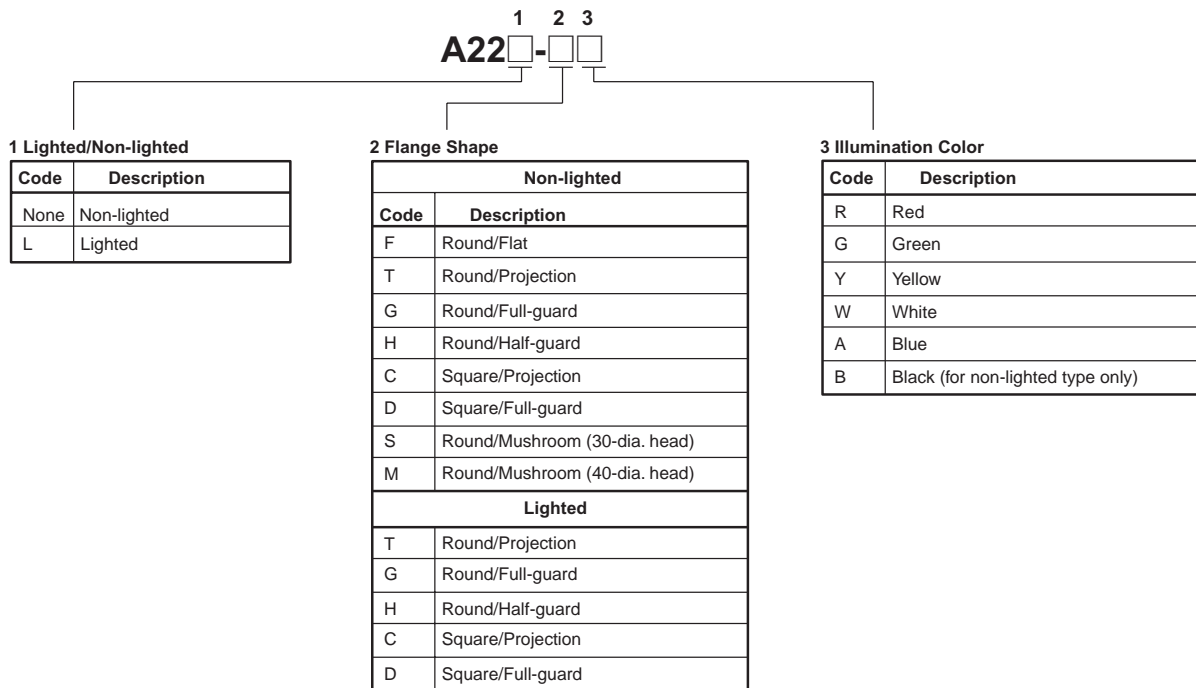 1 2 3
A22□-□□
1 Lighted/Non-lighted
Code Description
None Non-lighted
L Lighted
2 Flange Shape
Non-lighted
Code Description
F Round/Flat
T Round/Projection
G Round/Full-guard
H Round/Half-guard
C Square/Projection
D Square/Full-guard
S Round/Mushroom (30-dia. head)
M Round/Mushroom (40-dia. head)
Lighted
T Round/Projection
G Round/Full-guard
H Round/Half-guard
C Square/Projection
D Square/Full-guard
3 Illumination Color
Code Description
R Red
G Green
Y Yellow
W White
A Blue
B Black (for non-lighted type only)